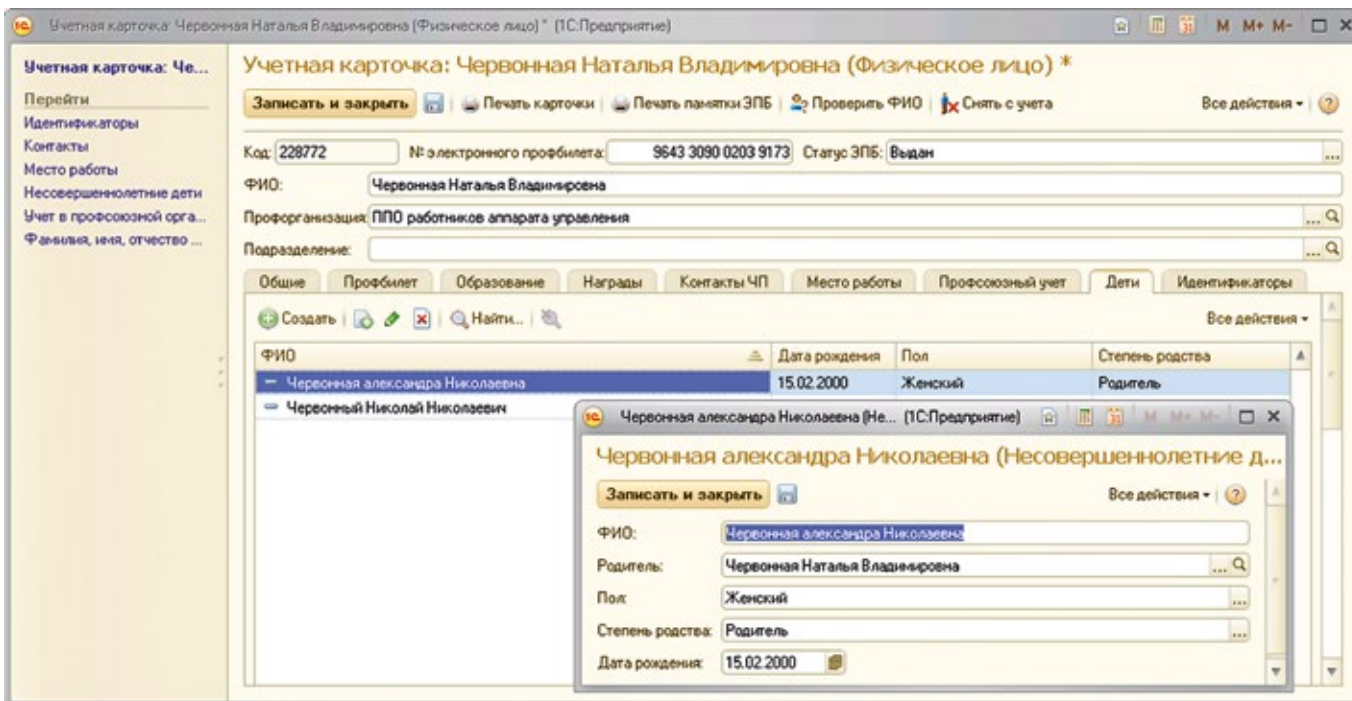 Учетная карточка: Червонная Наталья Владимировна (Физическое лицо) * (1С:Предприятие)
M M+ M-
Учетная карточка: Че...
Перейти
Идентификаторы
Контакты
Место работы
Несовершеннолетние дети
Учет в профсоюзной орга...
Фамилия, имя, отчество ...
Учетная карточка: Червонная Наталья Владимировна (Физическое лицо) *
Записать и закрыть Печать карточки Печать памятки ЭПБ Проверить ФИО Снять с учета Все действия
Код: 228772 № электронного профбилета: 9643 3090 0203 9173 Статус ЭПБ: Выдан ...
ФИО: Червонная Наталья Владимировна
Профорганизация: ППО работников аппарата управления ...
Подразделение: ...
Общие Профбилет Образование Награды Контакты ЧП Место работы Профсоюзный учет Дети Идентификаторы
Создать Найти... Все действия
ФИО Дата рождения Пол Степень родства
Червонная александра Николаевна 15.02.2000 Женский Родитель
Червонный Николай Николаевич
Червонная александра Николаевна (Не... (1С:Предприятие) M M+ M-
Червонная александра Николаевна (Несовершеннолетние д...
Записать и закрыть Все действия ?
ФИО: Червонная александра Николаевна
Родитель: Червонная Наталья Владимировна ...
Пол: Женский ...
Степень родства: Родитель ...
Дата рождения: 15.02.2000